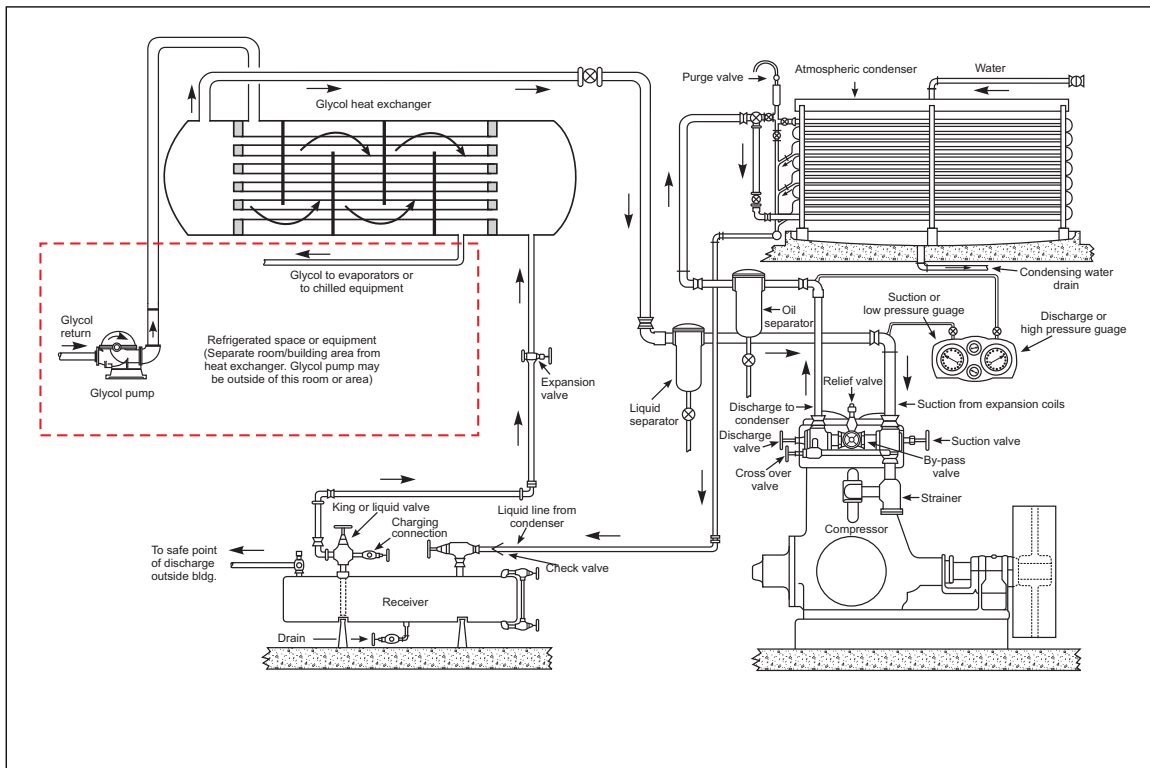 Glycol heat exchanger
Purge valve
Atmospheric condenser
Water
Glycol to evaporators or
to chilled equipment
Condensing water
drain
Glycol
return
Glycol pump
Refrigerated space or equipment
(Separate room/building area from
heat exchanger. Glycol pump may
be outside of this room or area)
Expansion
valve
Oil
separator
Liquid
separator
Suction or
low pressure guage
Discharge or
high pressure guage
Relief valve
Discharge to
condenser
Suction from expansion coils
Discharge
valve
Suction valve
Cross over
valve
By-pass
valve
Strainer
Compressor
King or liquid valve
Charging
connection
Liquid line from
condenser
Check valve
To safe point
of discharge
outside bldg.
Receiver
Drain